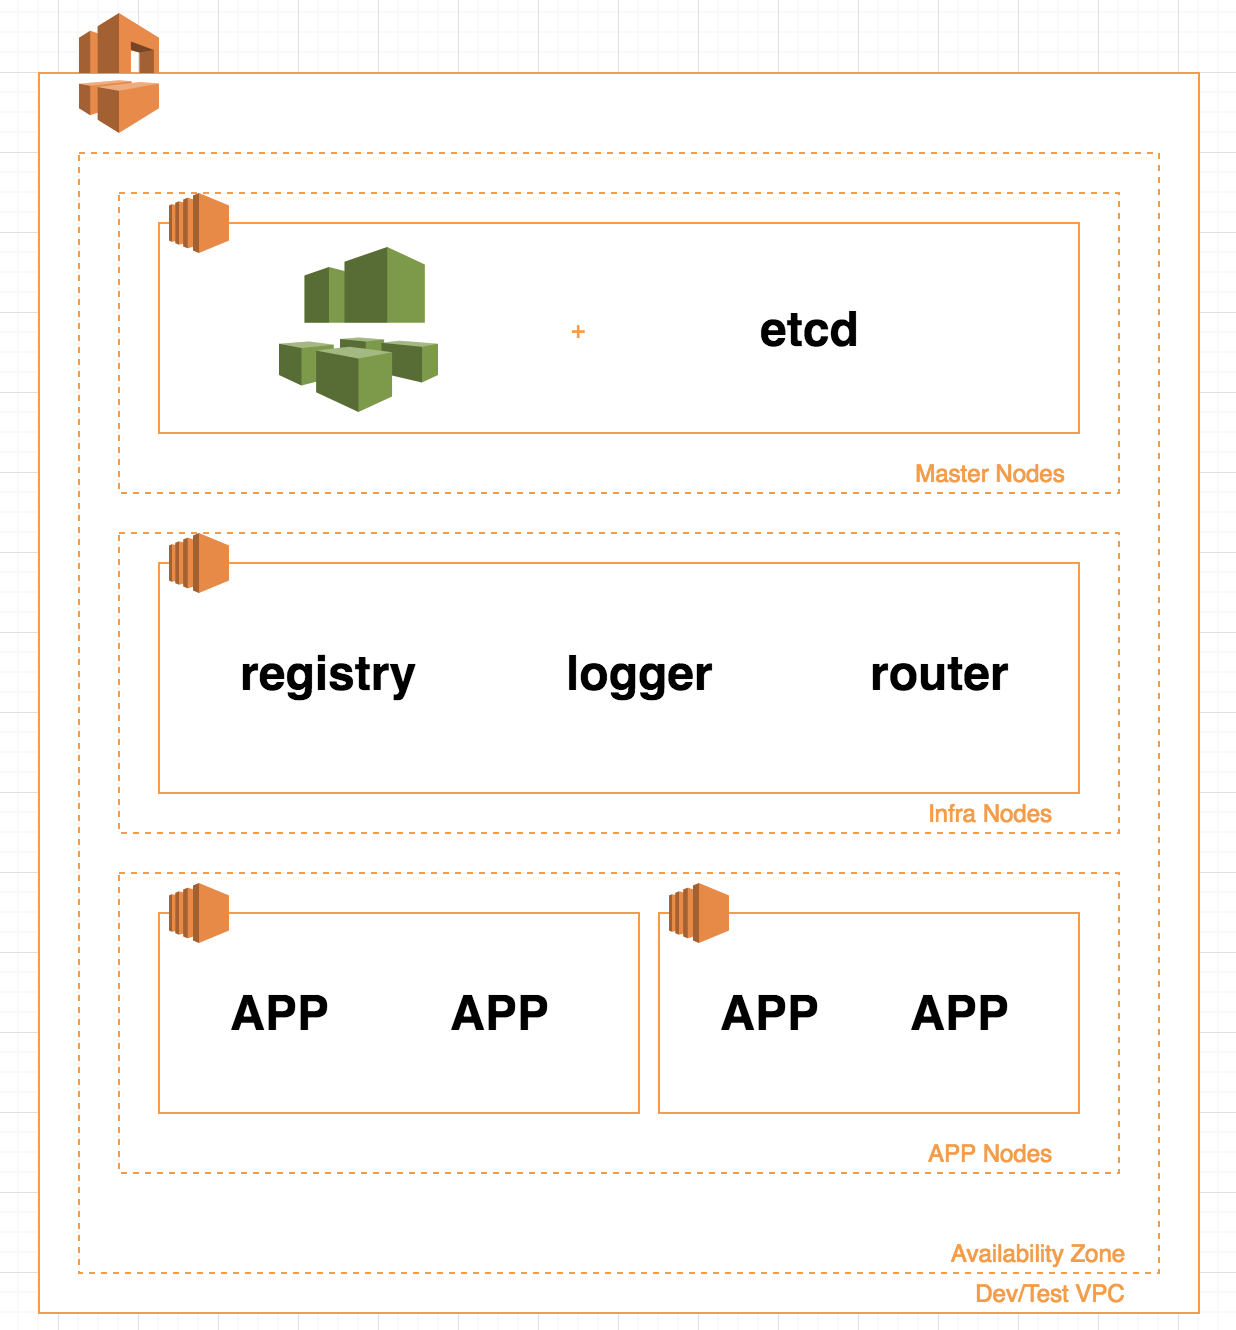 +
etcd
Master Nodes
registry logger router
Infra Nodes
APP APP APP APP
APP Nodes
Availability Zone
Dev/Test VPC